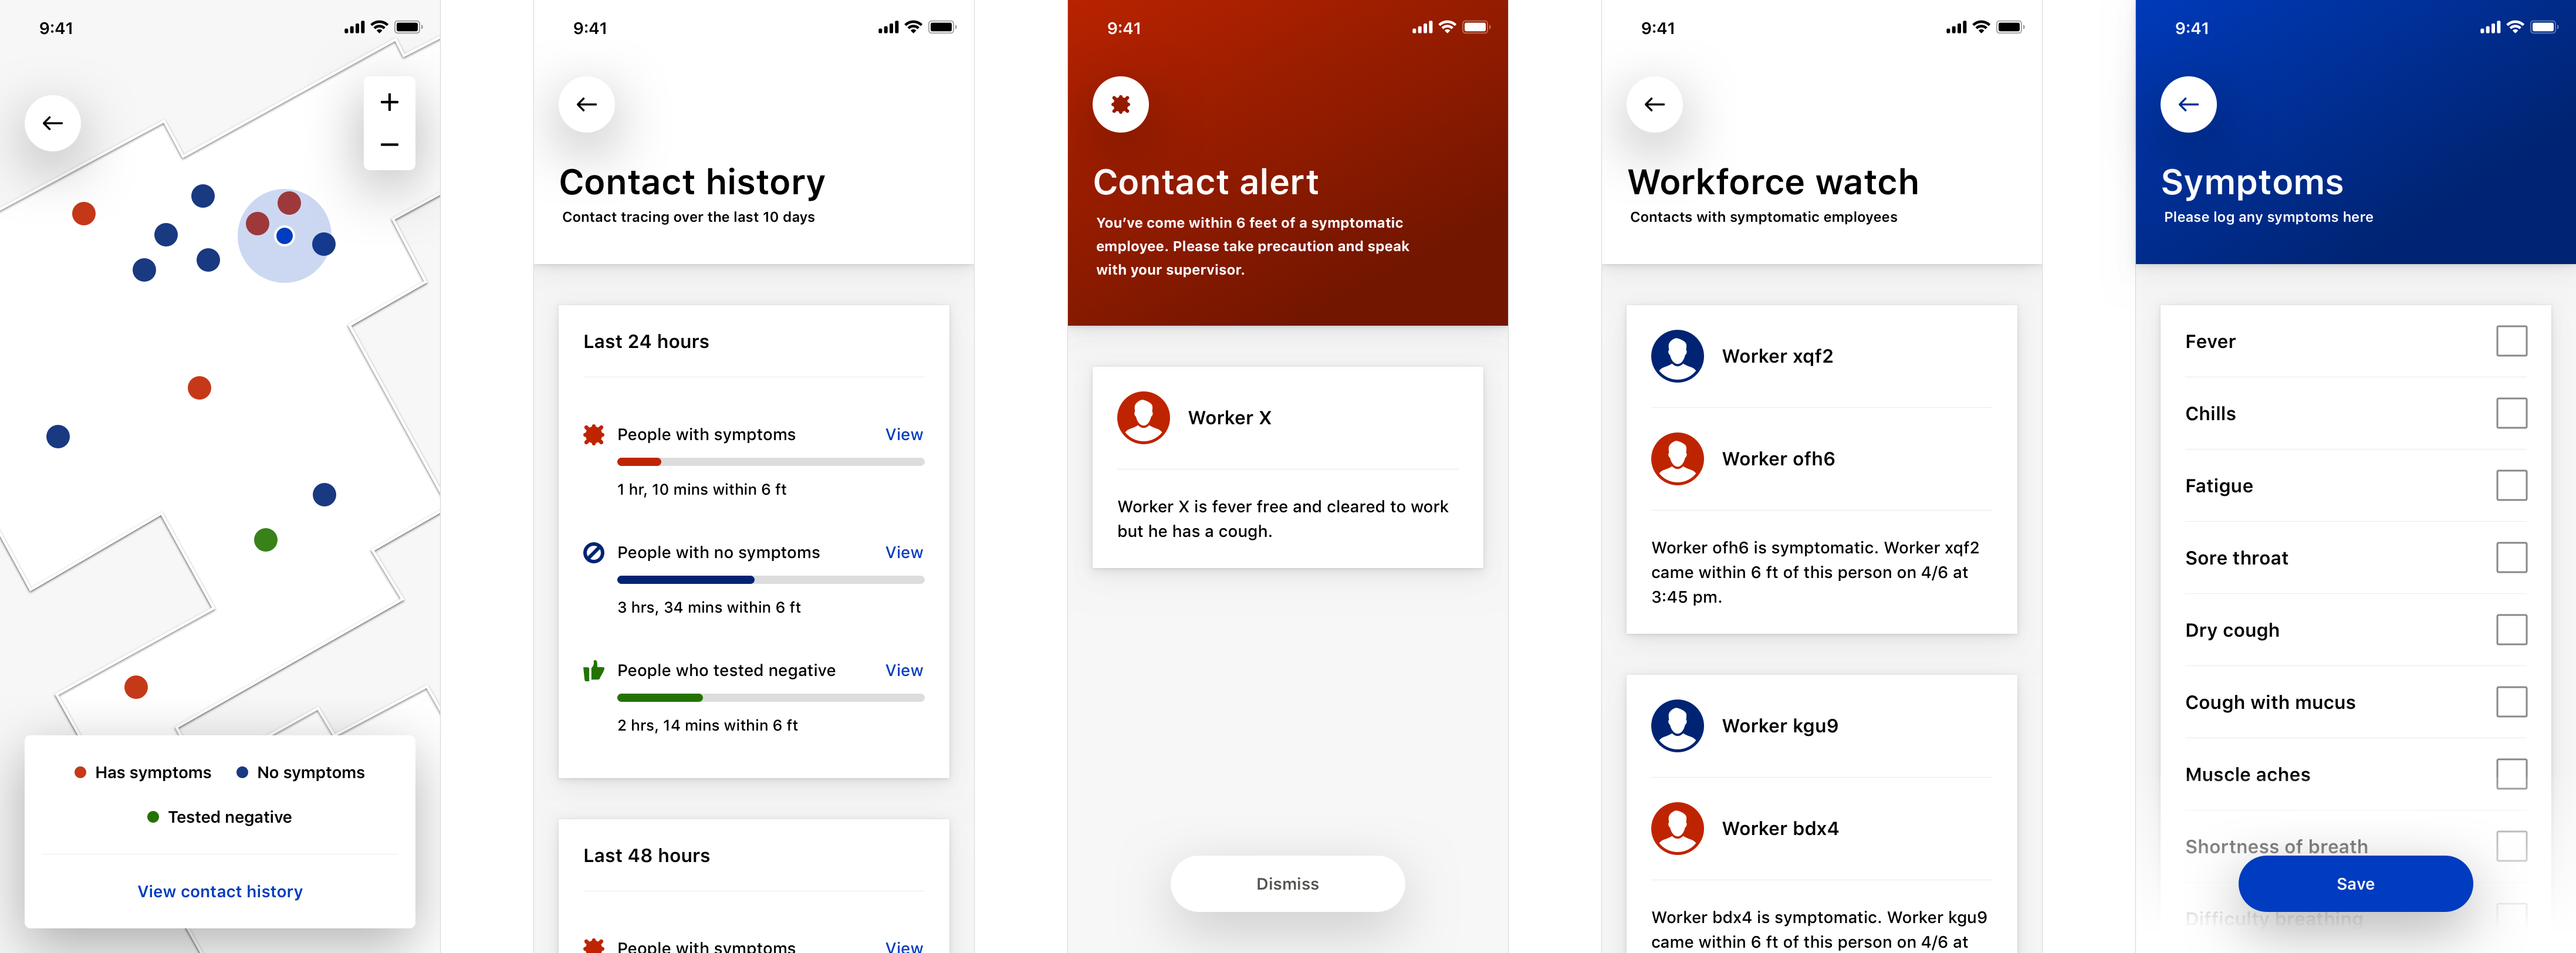 9:41
+
−
Has symptoms
No symptoms
Tested negative
View contact history
9:41
Contact history
Contact tracing over the last 10 days
Last 24 hours
People with symptoms
View
1 hr, 10 mins within 6 ft
People with no symptoms
View
3 hrs, 34 mins within 6 ft
People who tested negative
View
2 hrs, 14 mins within 6 ft
Last 48 hours
People with symptoms
View
9:41
Contact alert
You’ve come within 6 feet of a symptomatic
employee. Please take precaution and speak
with your supervisor.
Worker X
Worker X is fever free and cleared to work
but he has a cough.
Dismiss
9:41
Workforce watch
Contacts with symptomatic employees
Worker xqf2
Worker ofh6
Worker ofh6 is symptomatic. Worker xqf2
came within 6 ft of this person on 4/6 at
3:45 pm.
Worker kgu9
Worker bdx4
Worker bdx4 is symptomatic. Worker kgu9
came within 6 ft of this person on 4/6 at
9:41
Symptoms
Please log any symptoms here
Fever
Chills
Fatigue
Sore throat
Dry cough
Cough with mucus
Muscle aches
Shortness of breath
Save
Difficulty breathing